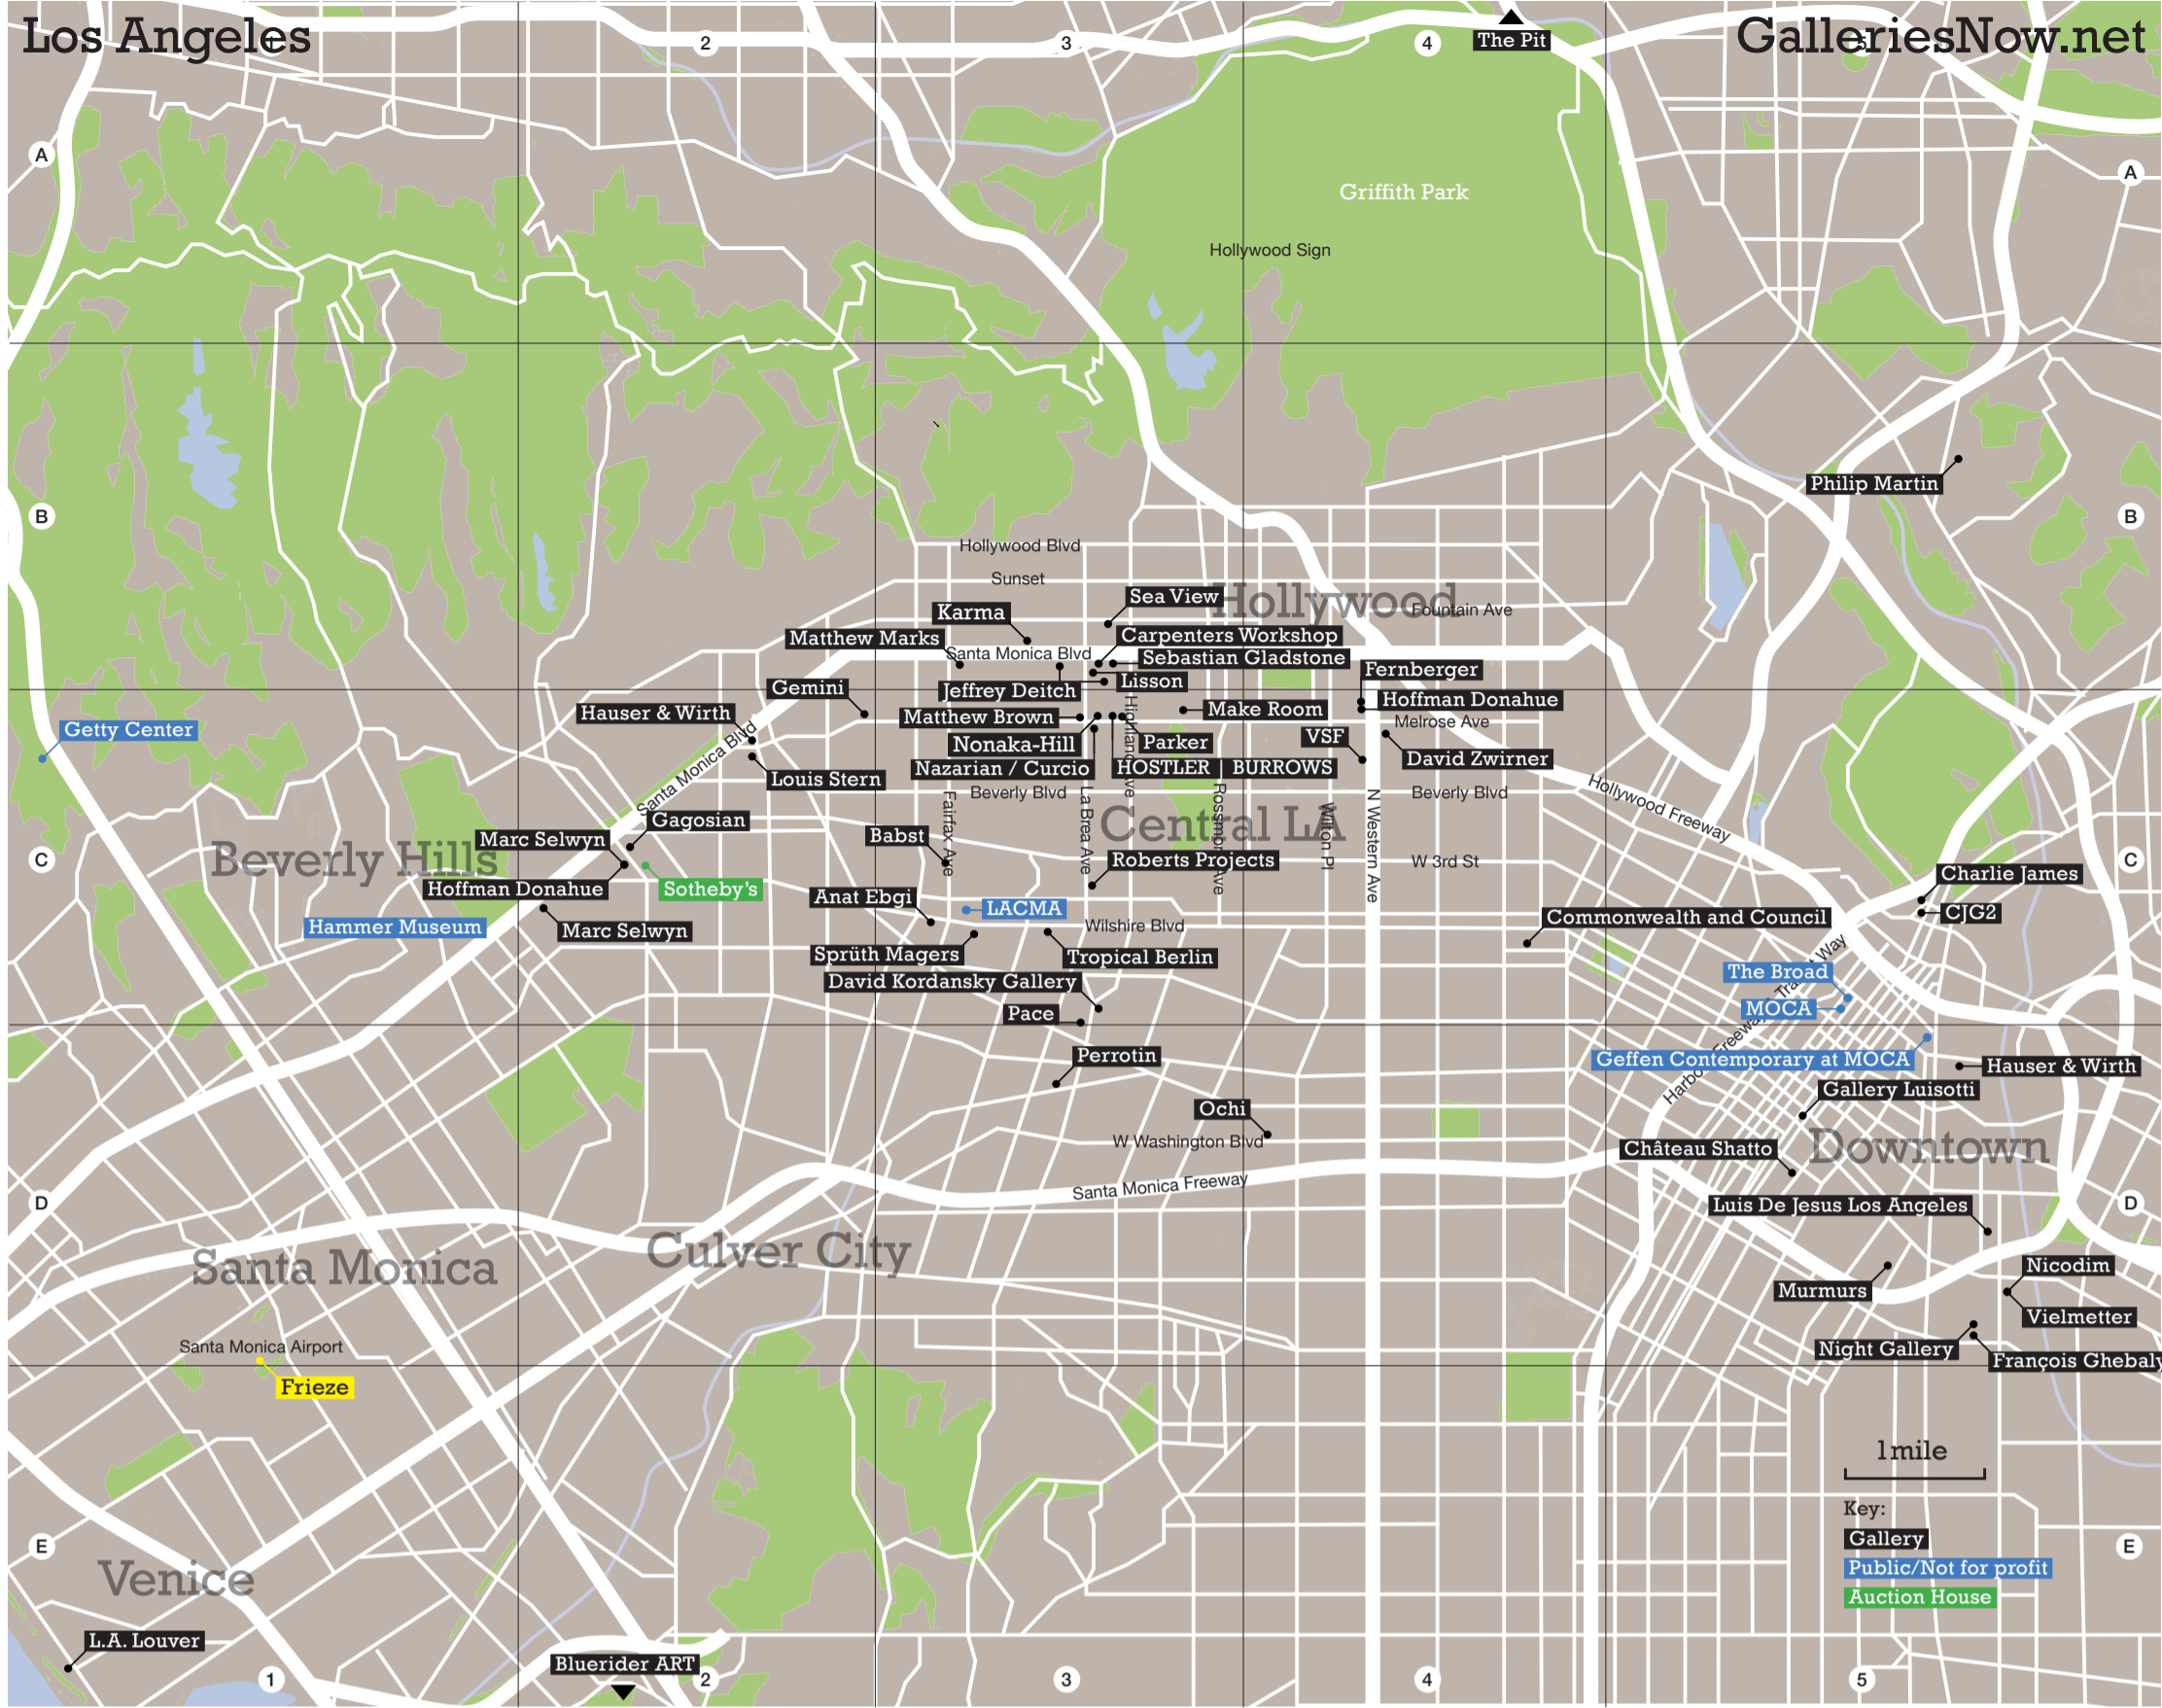 Los Angeles
GalleriesNow.net
2
3
4
The Pit
A
A
Griffith Park
Hollywood Sign
Philip Martin
B
B
Hollywood Blvd
Sunset
Sea View
Hollywood
Fountain Ave
Karma
Matthew Marks
Carpenters Workshop
Santa Monica Blvd
Sebastian Gladstone
Fernberger
Lisson
Jeffrey Deitch
Gemini
Hoffman Donahue
Hauser & Wirth
Matthew Brown
Make Room
Melrose Ave
Highland Ave
Getty Center
Nonaka-Hill
Parker
VSF
David Zwirner
Nazarian / Curcio
HOSTLER | BURROWS
Louis Stern
Santa Monica Blvd
Beverly Blvd
Beverly Blvd
Hollywood Freeway
Fairfax Ave
La Brea Ave
Rossmore Ave
Wilton Pl
N Western Ave
Gagosian
Central LA
Marc Selwyn
Babst
Beverly Hills
C
C
Roberts Projects
W 3rd St
Charlie James
Hoffman Donahue
Sotheby's
Anat Ebgi
LACMA
CJG2
Hammer Museum
Marc Selwyn
Wilshire Blvd
Commonwealth and Council
Sprüth Magers
Tropical Berlin
David Kordansky Gallery
The Broad
MOCA
Pace
Harbor Freeway Transit Way
Perrotin
Geffen Contemporary at MOCA
Hauser & Wirth
Gallery Luisotti
Ochi
W Washington Blvd
Château Shatto
Downtown
Santa Monica Freeway
D
D
Luis De Jesus Los Angeles
Culver City
Santa Monica
Nicodim
Murmurs
Vielmetter
Santa Monica Airport
Night Gallery
François Ghebaly
Frieze
1mile
Key:
Gallery
Public/Not for profit
Auction House
E
E
Venice
L.A. Louver
Bluerider ART
1
2
3
4
5